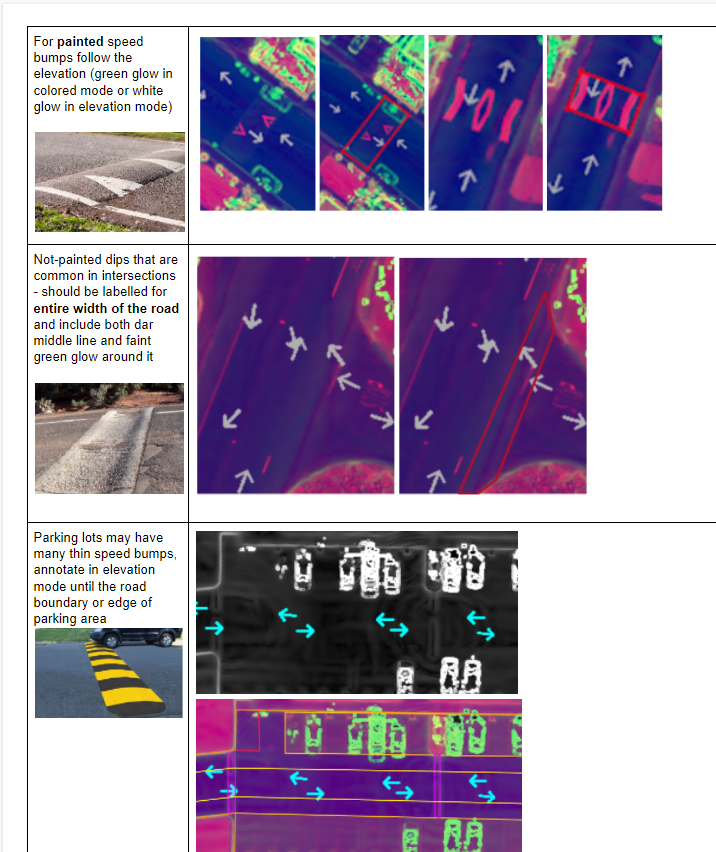 For painted speed
bumps follow the
elevation (green glow in
colored mode or white
glow in elevation mode)
Not-painted dips that are
common in intersections
- should be labelled for
entire width of the road
and include both dar
middle line and faint
green glow around it
Parking lots may have
many thin speed bumps,
annotate in elevation
mode until the road
boundary or edge of
parking area